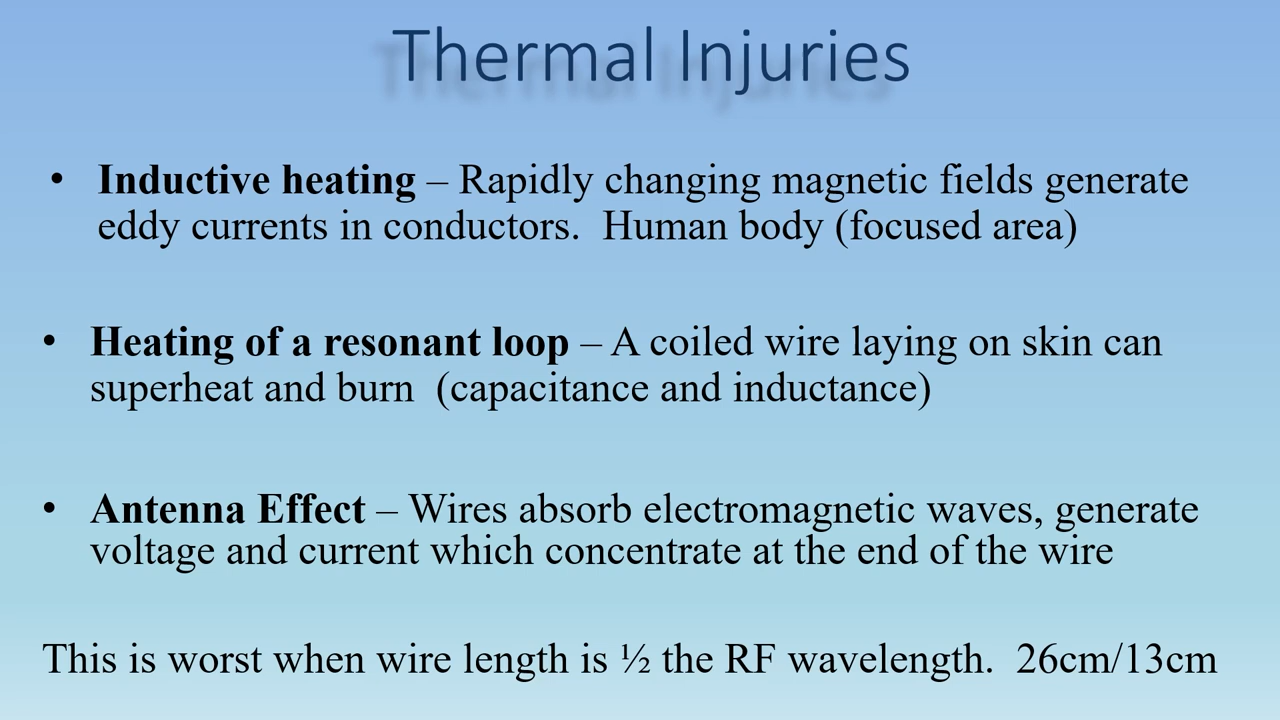 Thermal Injuries
• Inductive heating – Rapidly changing magnetic fields generate
eddy currents in conductors.  Human body (focused area)
• Heating of a resonant loop – A coiled wire laying on skin can
superheat and burn  (capacitance and inductance)
• Antenna Effect – Wires absorb electromagnetic waves, generate
voltage and current which concentrate at the end of the wire
This is worst when wire length is ½ the RF wavelength.  26cm/13cm